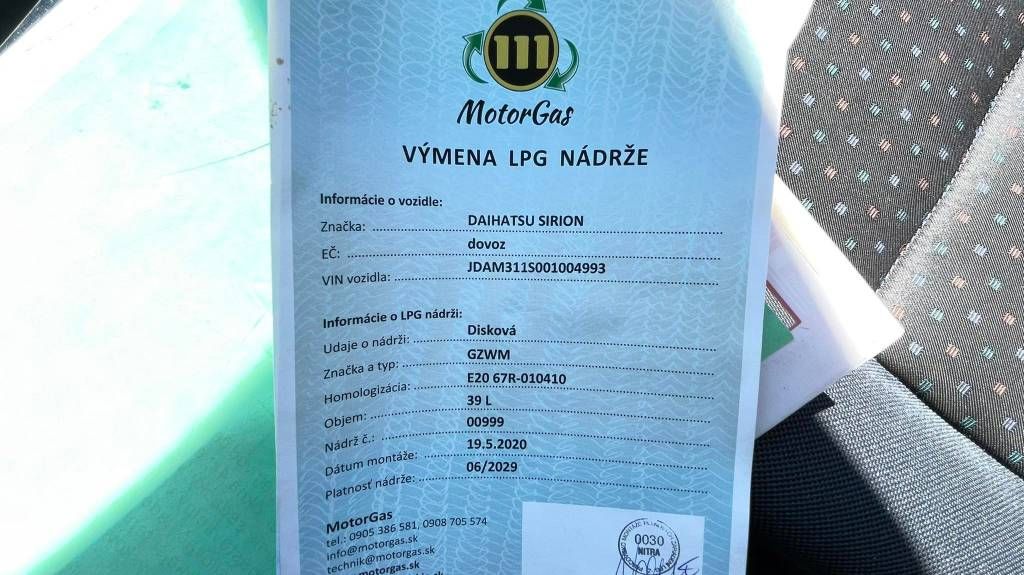 111
MotorGas
VÝMENA LPG NÁDRŽE
Informácie o vozidle:
Značka: DAIHATSU SIRION
EČ: dovoz
VIN vozidla: JDAM311S001004993
Informácie o LPG nádrži:
Udaje o nádrži: Disková
Značka a typ: GZWM
Homologizácia: E20 67R-010410
Objem: 39 L
Nádrž č.: 00999
Dátum montáže: 19.5.2020
Platnosť nádrže: 06/2029
MotorGas
tel.: 0905 386 581, 0908 705 574
info@motorgas.sk
technik@motorgas.sk
motorgas.sk
0030
NITRA